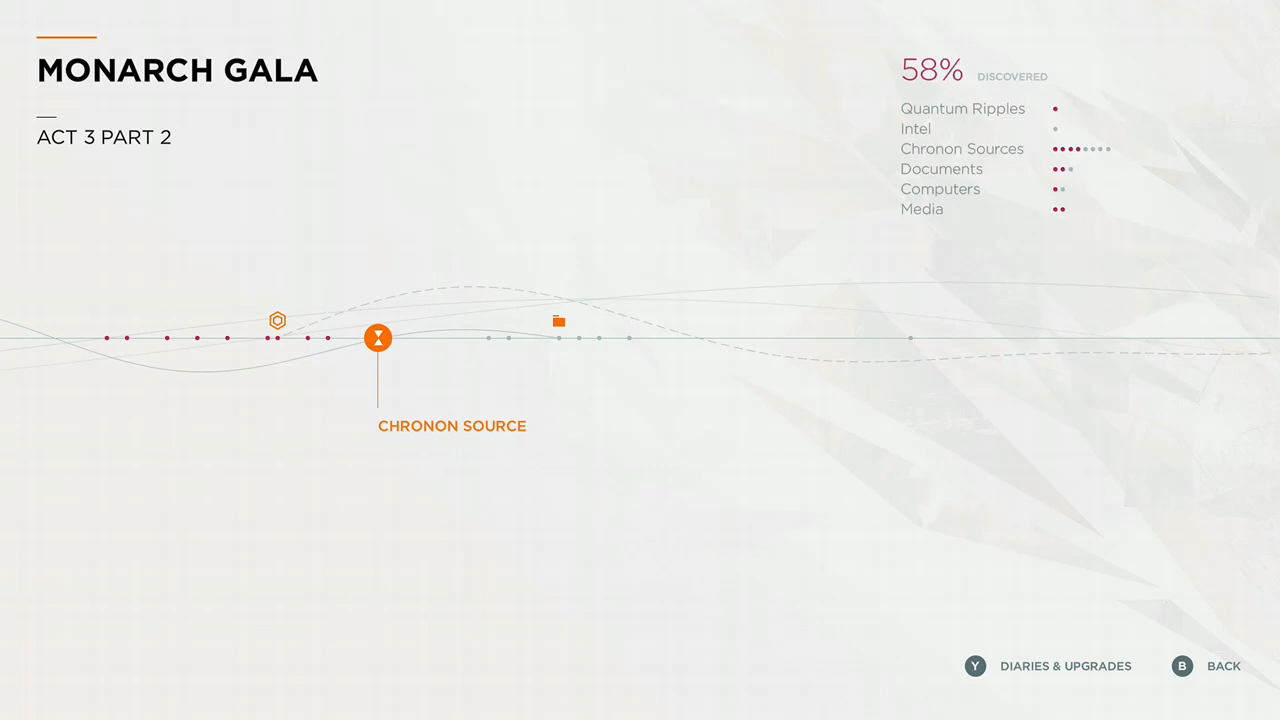 MONARCH GALA
ACT 3 PART 2
58% DISCOVERED
Quantum Ripples
Intel
Chronon Sources
Documents
Computers
Media
CHRONON SOURCE
Y DIARIES & UPGRADES B BACK